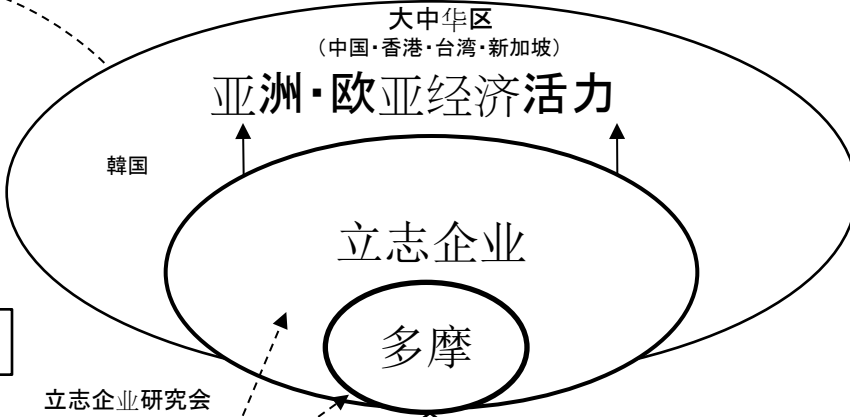 大中华区
（中国･香港･台湾･新加坡）
亚洲･欧亚经济活力
韓国
立志企业
多摩
立志企业研究会